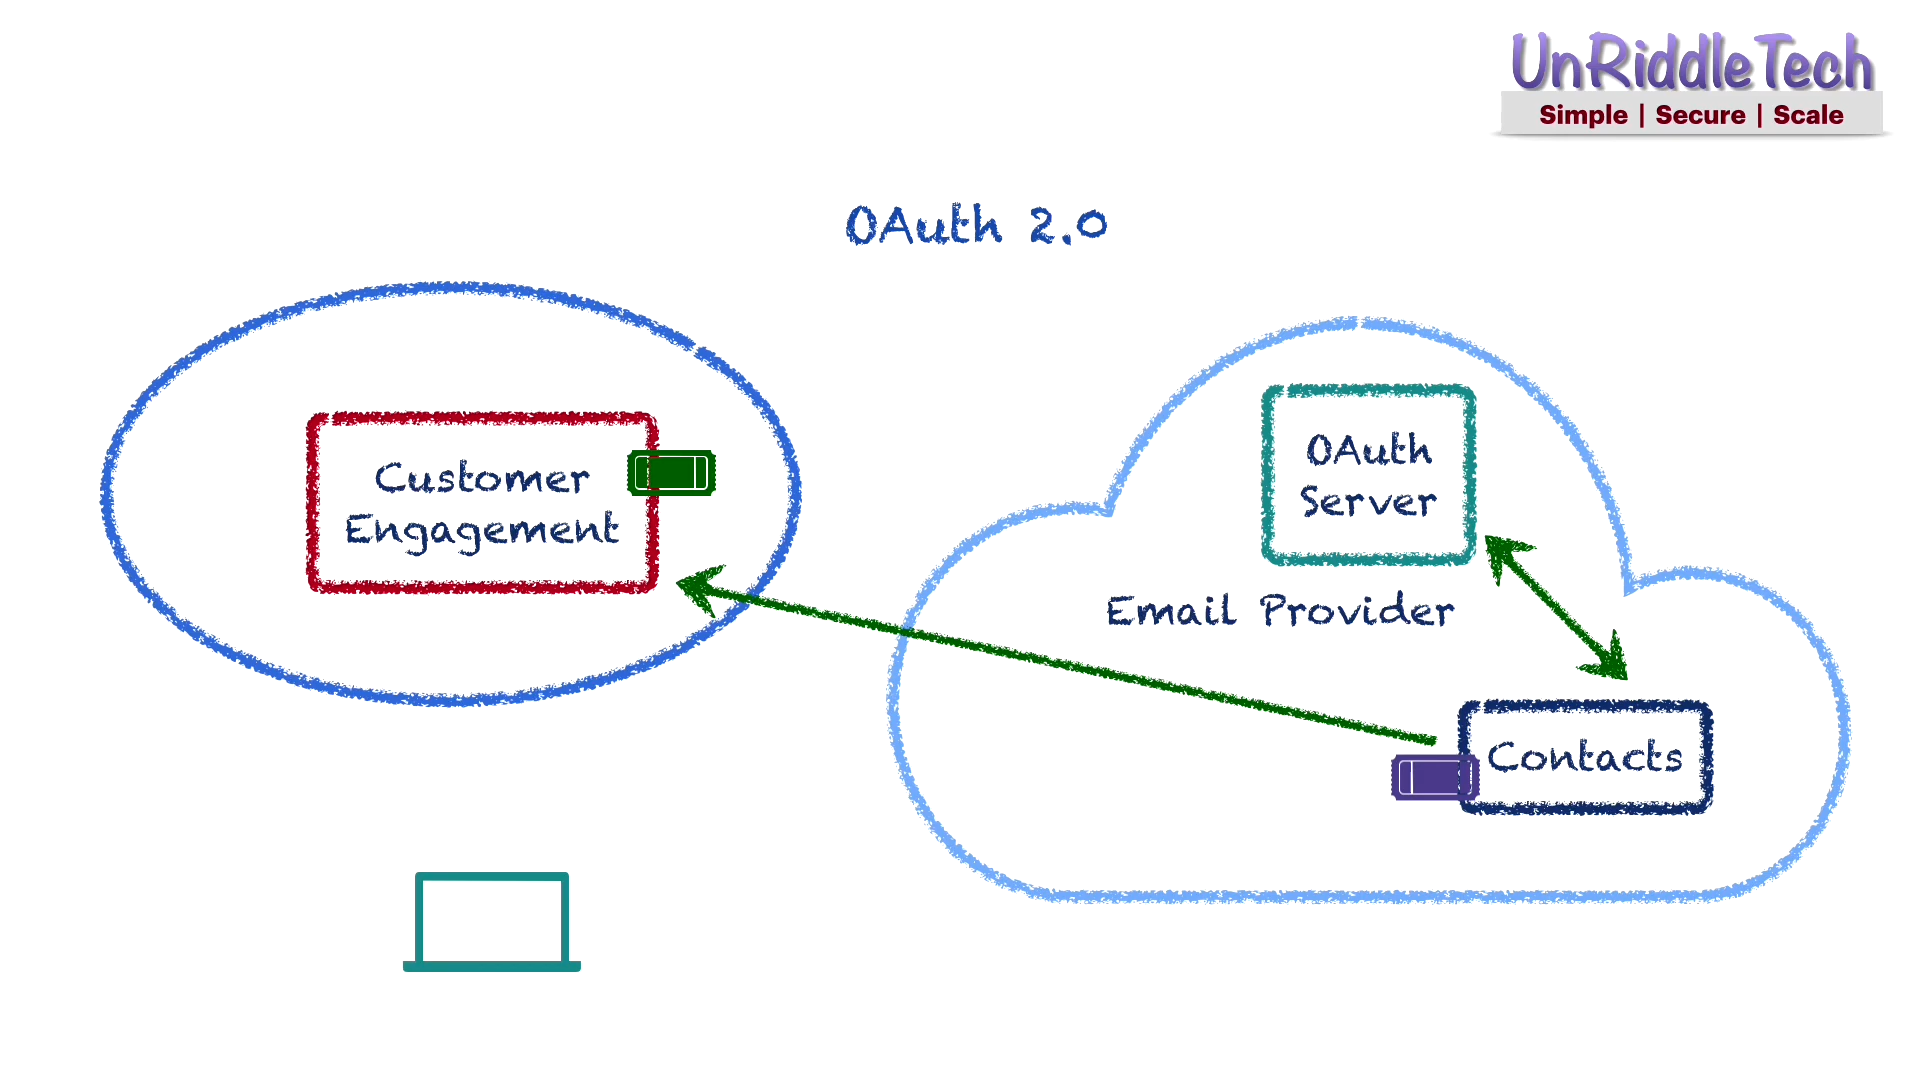 UnRiddleTech
Simple | Secure | Scale
OAuth 2.0
Customer
Engagement
OAuth
Server
Email Provider
Contacts